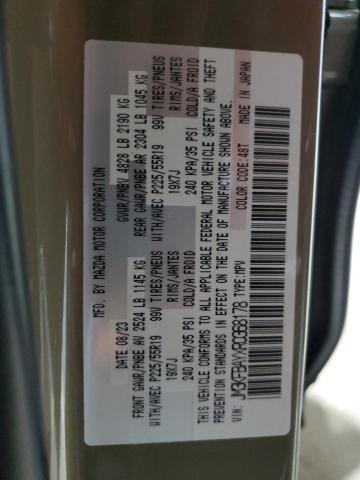 MFD. BY: MAZDA MOTOR CORPORATION
DATE 08/23 GVWR/PNBV 4828 LB 2190 KG
FRONT GAWR/PNBE AV 2524 LB 1145 KG REAR GAWR/PNBE AR 2304 LB 1045 KG
WITH/AVEC P225/55R19 99V TIRES/PNEUS WITH/AVEC P225/55R19 99V TIRES/PNEUS
19X7J RIMS/JANTES 19X7J RIMS/JANTES
240 KPA/35 PSI COLD/A FROID 240 KPA/35 PSI COLD/A FROID
THIS VEHICLE CONFORMS TO ALL APPLICABLE FEDERAL MOTOR VEHICLE SAFETY AND THEFT
PREVENTION STANDARDS IN EFFECT ON THE DATE OF MANUFACTURE SHOWN ABOVE.
VIN: TYPE:MPV COLOR CODE:48T MADE IN JAPAN